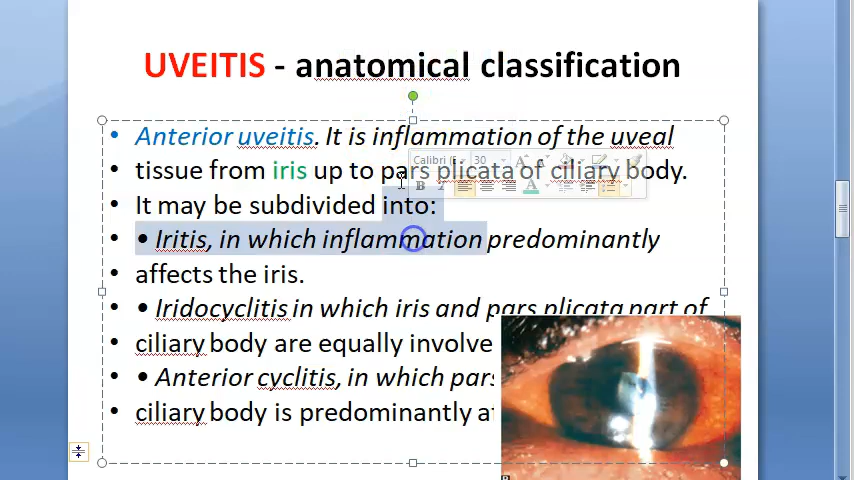 UVEITIS - anatomical classification
• Anterior uveitis. It is inflammation of the uveal
Calibri ( 30
• tissue from iris up to pars plicata of ciliary body.
B I A
• It may be subdivided into:
• • Iritis, in which inflammation predominantly
• affects the iris.
• • Iridocyclitis in which iris and pars plicata part of
• ciliary body are equally involve
• • Anterior cyclitis, in which pars
• ciliary body is predominantly af